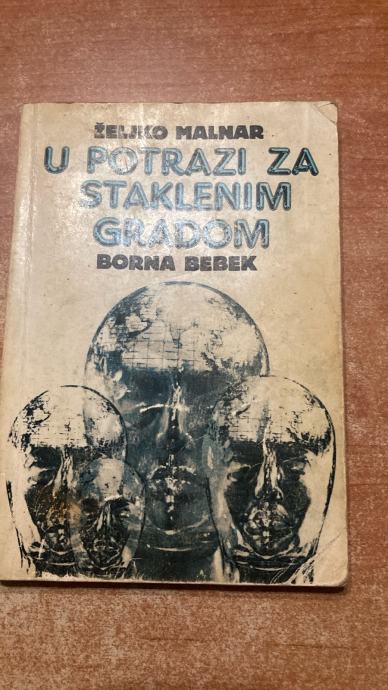 ŽELJKO MALNAR
U POTRAZI ZA
STAKLENIM
GRADOM
BORNA BEBEK